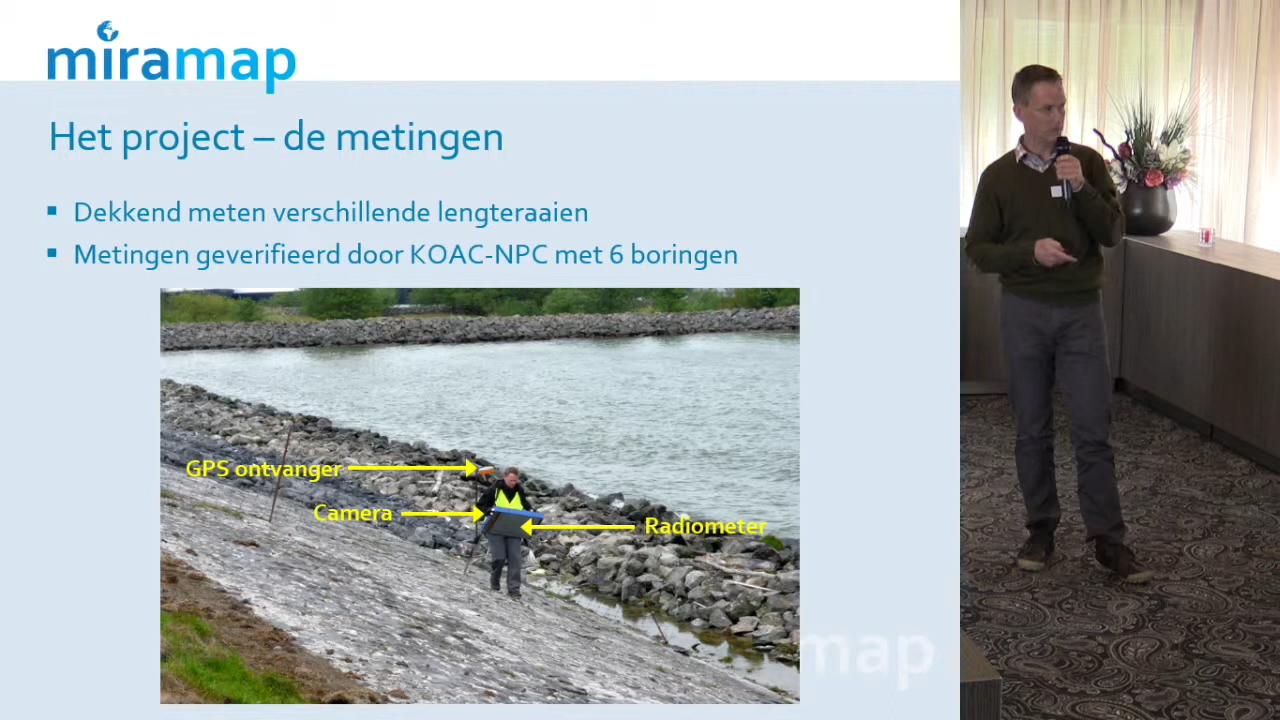 miramap
Het project – de metingen
▪ Dekkend meten verschillende lengteraaien
▪ Metingen geverifieerd door KOAC-NPC met 6 boringen
GPS ontvanger
Camera
Radiometer
map